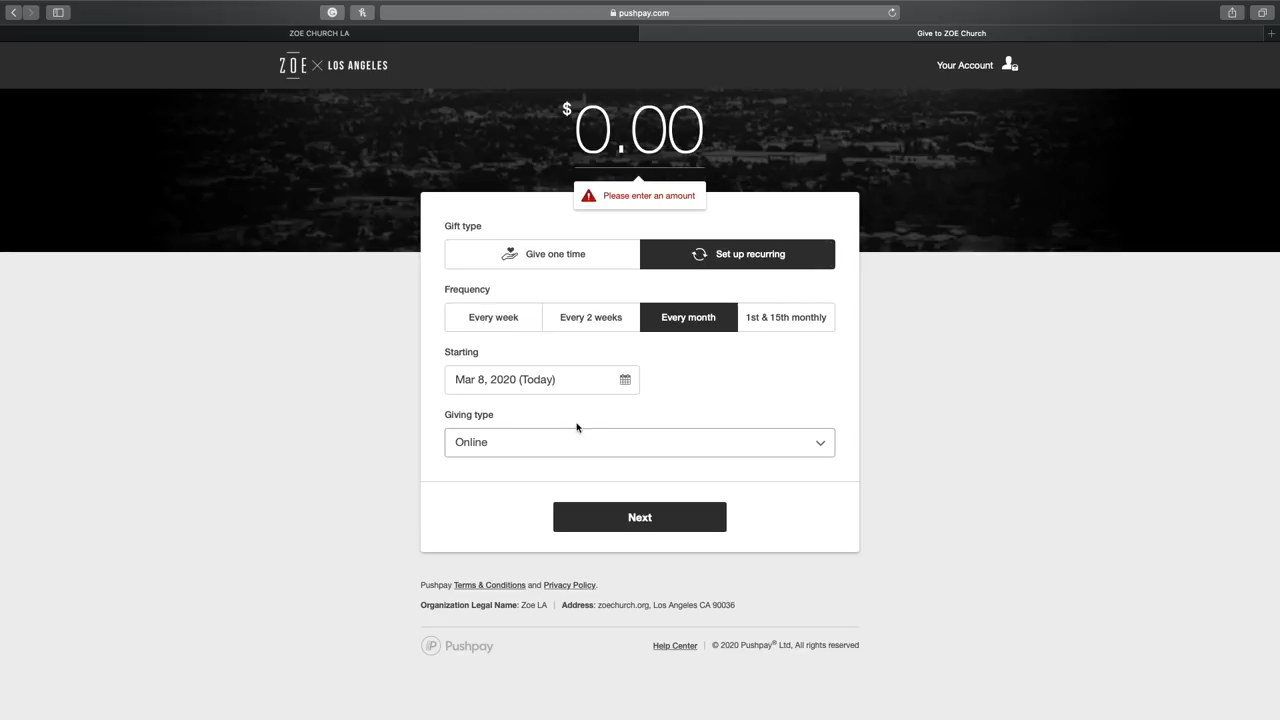 pushpay.com
ZOE CHURCH LA
Give to ZOE Church
ZOE × LOS ANGELES
Your Account
$0.00
Please enter an amount
Gift type
Give one time
Set up recurring
Frequency
Every week
Every 2 weeks
Every month
1st & 15th monthly
Starting
Mar 8, 2020 (Today)
Giving type
Online
Next
Pushpay Terms & Conditions and Privacy Policy.
Organization Legal Name: Zoe LA | Address: zoechurch.org, Los Angeles CA 90036
Pushpay
Help Center | © 2020 Pushpay® Ltd, All rights reserved